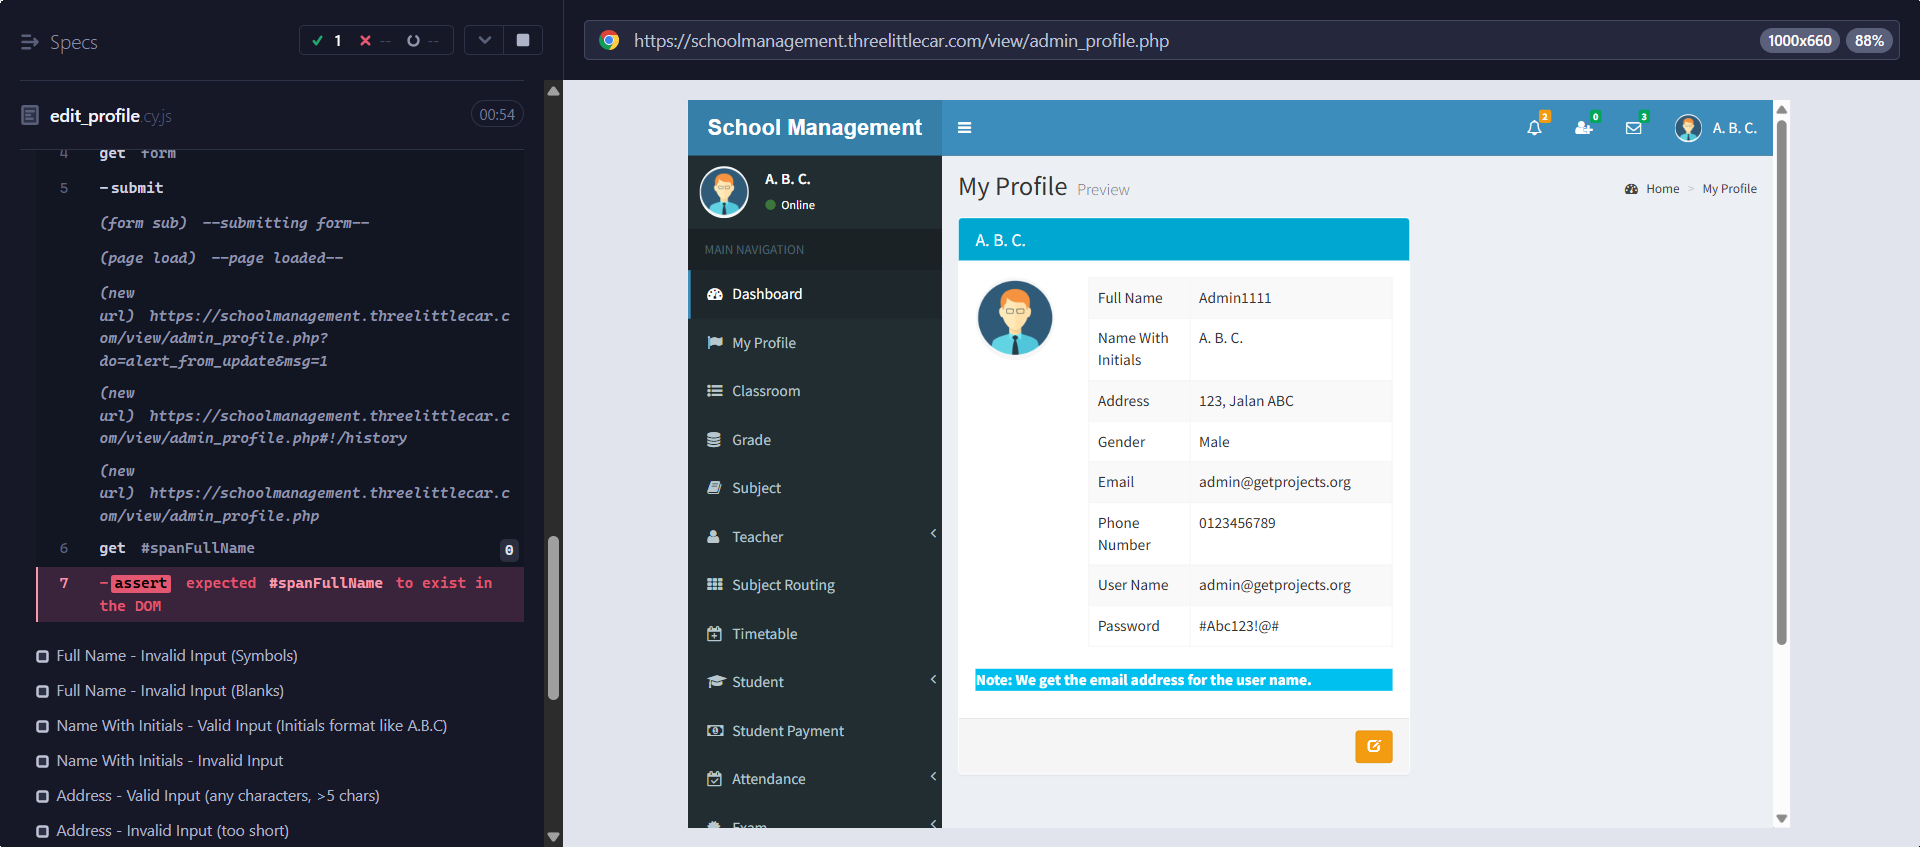 Specs
1 -- --
https://schoolmanagement.threelittlecar.com/view/admin_profile.php
1000x660
88%
edit_profile.cy.js
00:54
4 get form
5 -submit
(form sub) --submitting form--
(page load) --page loaded--
(new
url) https://schoolmanagement.threelittlecar.c
om/view/admin_profile.php?
do=alert_from_update&msg=1
(new
url) https://schoolmanagement.threelittlecar.c
om/view/admin_profile.php#!/history
(new
url) https://schoolmanagement.threelittlecar.c
om/view/admin_profile.php
6 get #spanFullName 0
7 -assert expected #spanFullName to exist in
the DOM
Full Name - Invalid Input (Symbols)
Full Name - Invalid Input (Blanks)
Name With Initials - Valid Input (Initials format like A.B.C)
Name With Initials - Invalid Input
Address - Valid Input (any characters, >5 chars)
Address - Invalid Input (too short)
School Management
2
0
3
A. B. C.
A. B. C.
Online
MAIN NAVIGATION
Dashboard
My Profile
Classroom
Grade
Subject
Teacher
Subject Routing
Timetable
Student
Student Payment
Attendance
Exam
My Profile Preview
Home > My Profile
A. B. C.
Full Name Admin1111
Name With
Initials
A. B. C.
Address 123, Jalan ABC
Gender Male
Email admin@getprojects.org
Phone
Number
0123456789
User Name admin@getprojects.org
Password #Abc123!@#
Note: We get the email address for the user name.